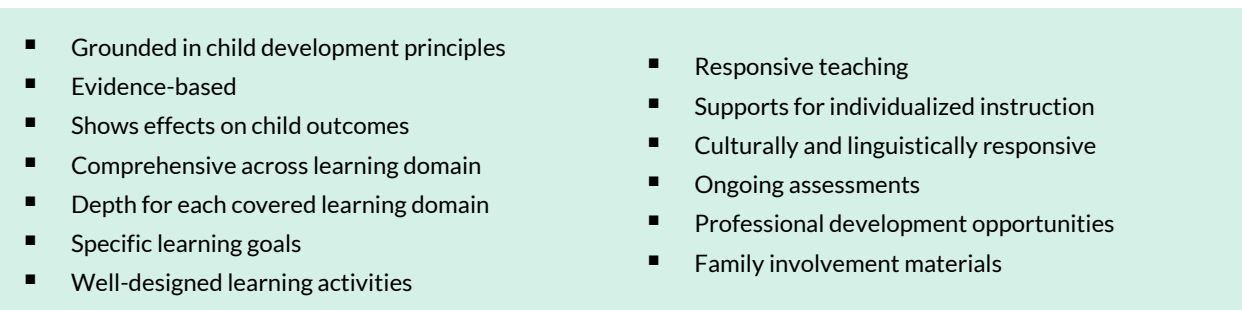 ▪ Grounded in child development principles
▪ Evidence-based
▪ Shows effects on child outcomes
▪ Comprehensive across learning domain
▪ Depth for each covered learning domain
▪ Specific learning goals
▪ Well-designed learning activities
▪ Responsive teaching
▪ Supports for individualized instruction
▪ Culturally and linguistically responsive
▪ Ongoing assessments
▪ Professional development opportunities
▪ Family involvement materials